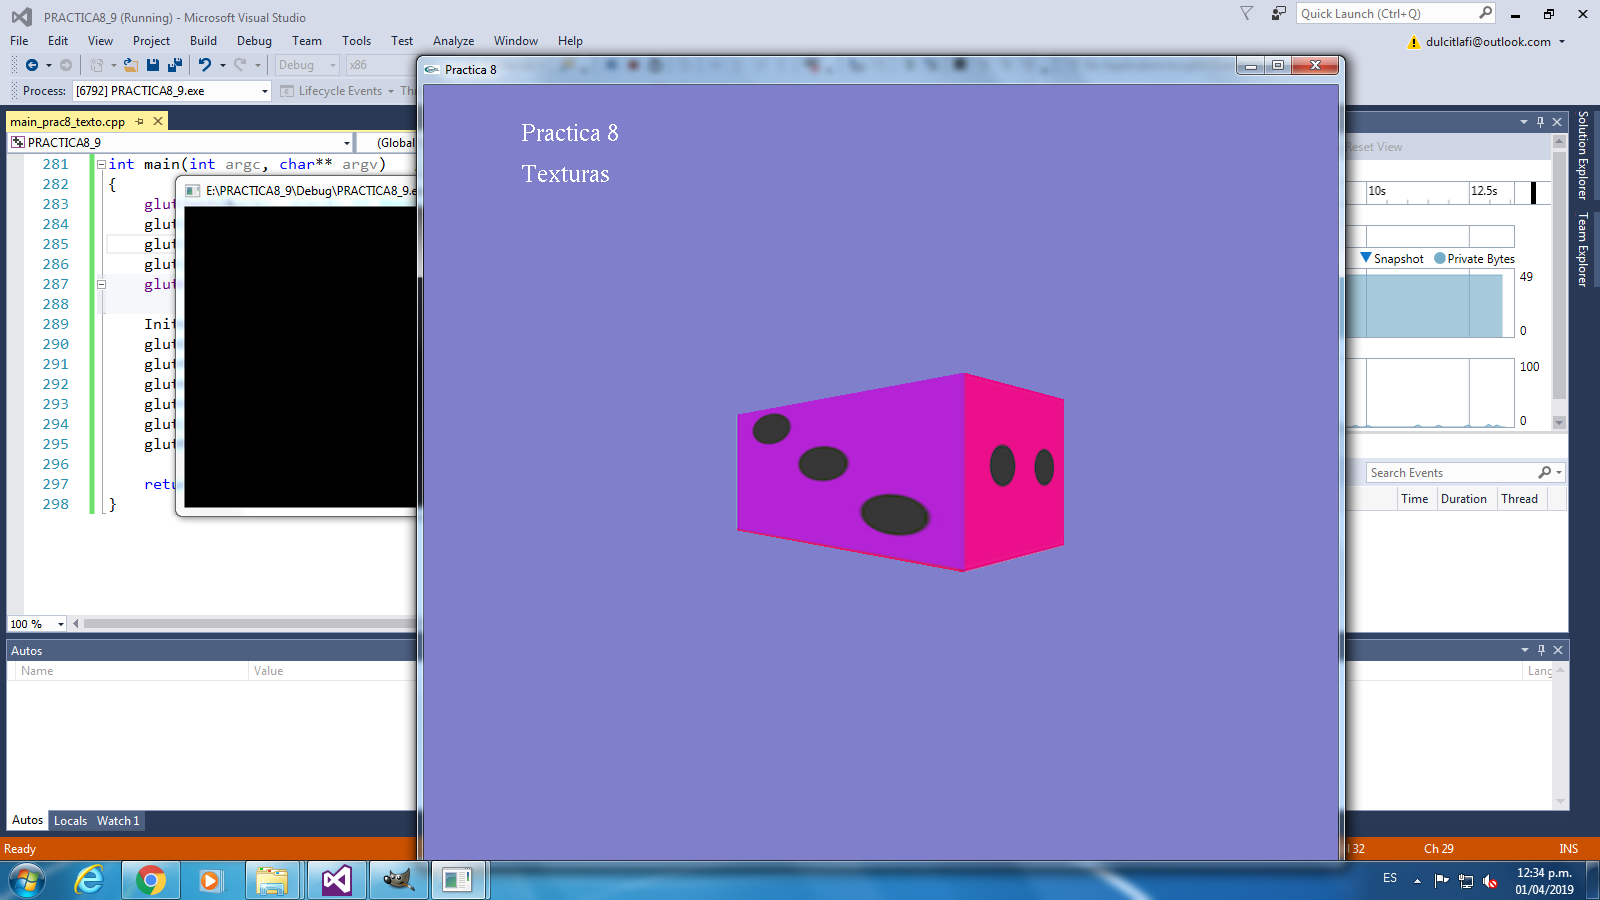 PRACTICA8_9 (Running) - Microsoft Visual Studio
Quick Launch (Ctrl+Q)
File Edit View Project Build Debug Team Tools Test Analyze Window Help
dulcitlafi@outlook.com
Debug x86
Process: [6792] PRACTICA8_9.exe Lifecycle Events
Practica 8
main_prac8_texto.cpp
PRACTICA8_9 (Global
281 int main(int argc, char** argv)
282 {
283 glut
284 glut
285 glut
286 glut
287 glut
288
289 Init
290 glut
291 glut
292 glut
293 glut
294 glut
295 glut
296
297 retu
298 }
E:\PRACTICA8_9\Debug\PRACTICA8_9.e
Practica 8
Texturas
Reset View
10s 12.5s
Snapshot Private Bytes
49
0
100
0
Search Events
Time Duration Thread
Solution Explorer
Team Explorer
100 %
Autos
Name Value
Lang
Autos Locals Watch 1
Ready
32 Ch 29 INS
ES
12:34 p.m.
01/04/2019